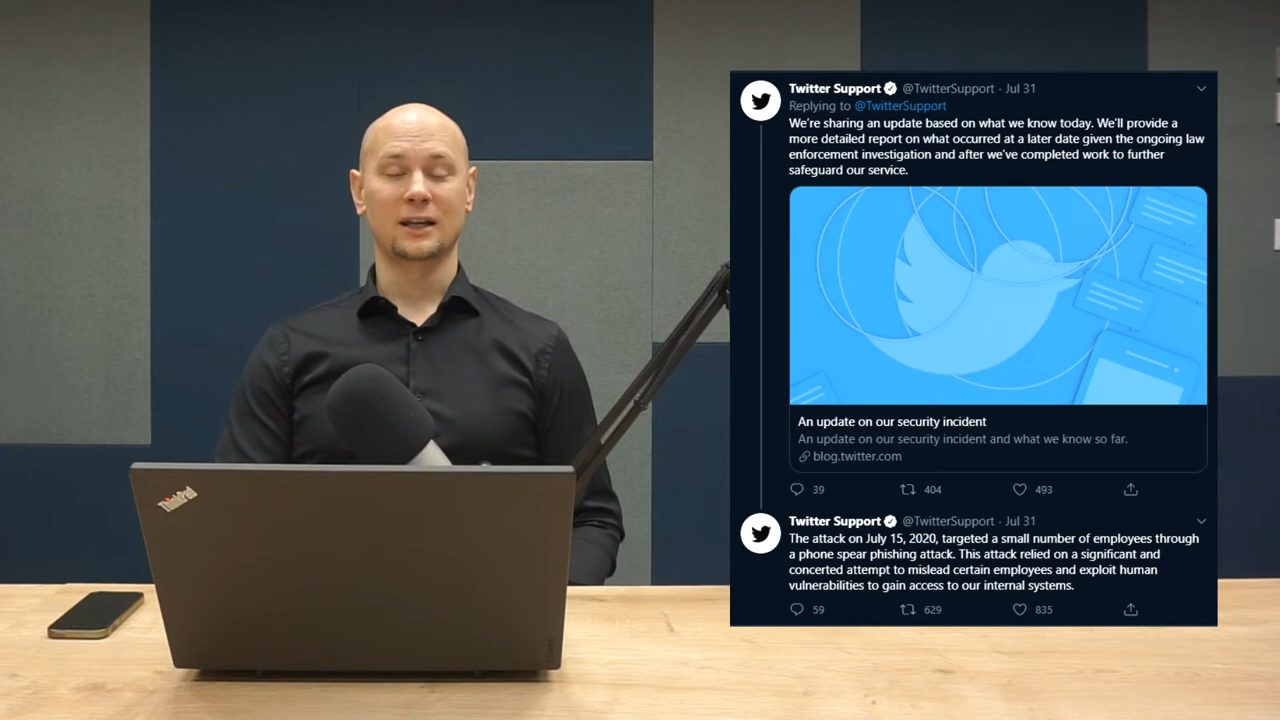 Twitter Support @TwitterSupport · Jul 31
Replying to @TwitterSupport
We're sharing an update based on what we know today. We'll provide a
more detailed report on what occurred at a later date given the ongoing law
enforcement investigation and after we've completed work to further
safeguard our service.
An update on our security incident
An update on our security incident and what we know so far.
blog.twitter.com
39 404 493
Twitter Support @TwitterSupport · Jul 31
The attack on July 15, 2020, targeted a small number of employees through
a phone spear phishing attack. This attack relied on a significant and
concerted attempt to mislead certain employees and exploit human
vulnerabilities to gain access to our internal systems.
59 629 835
ThinkPad